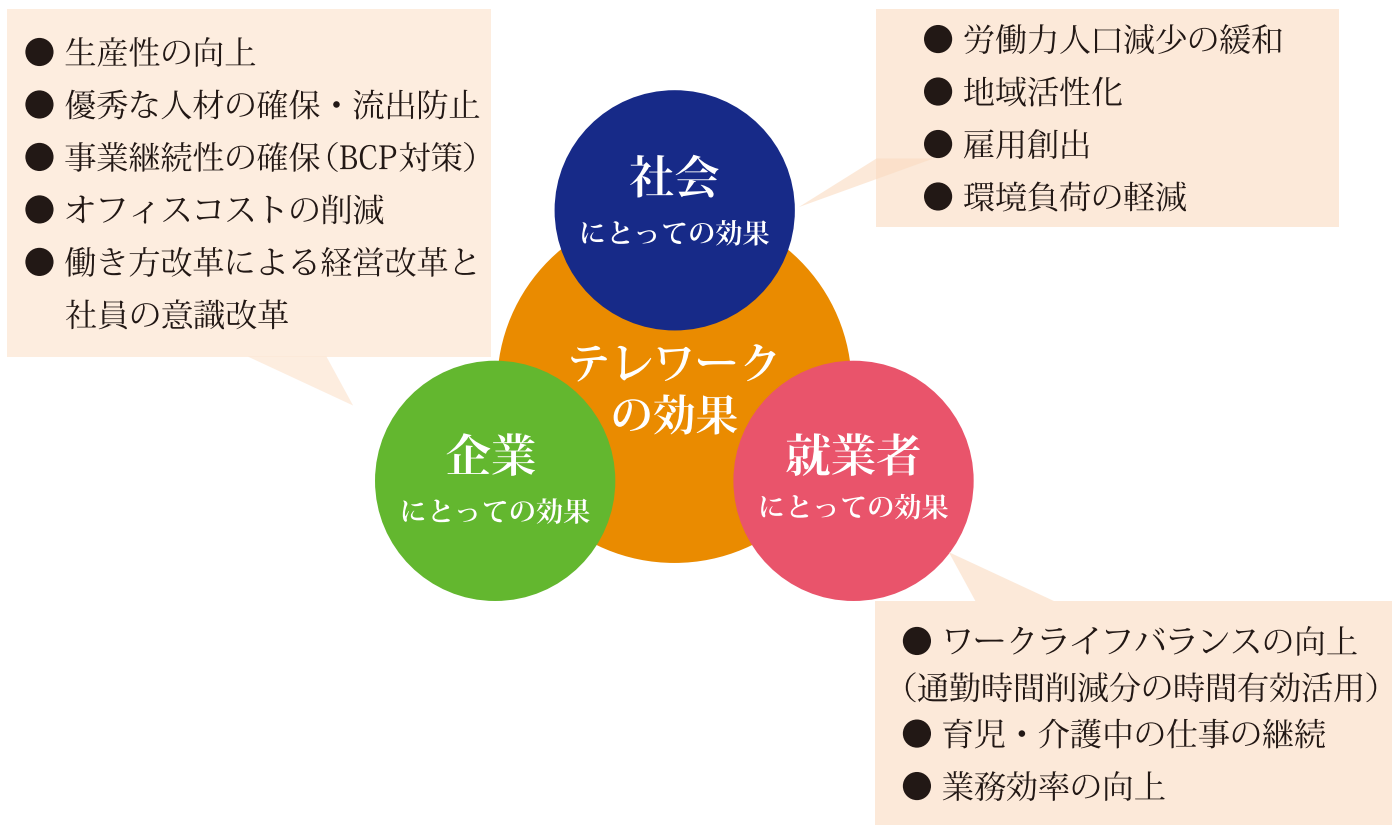 ● 生産性の向上
● 優秀な人材の確保・流出防止
● 事業継続性の確保（BCP対策）
● オフィスコストの削減
● 働き方改革による経営改革と
社員の意識改革
● 労働力人口減少の緩和
● 地域活性化
● 雇用創出
● 環境負荷の軽減
社会
にとっての効果
テレワーク
の効果
企業
にとっての効果
就業者
にとっての効果
● ワークライフバランスの向上
（通勤時間削減分の時間有効活用）
● 育児・介護中の仕事の継続
● 業務効率の向上